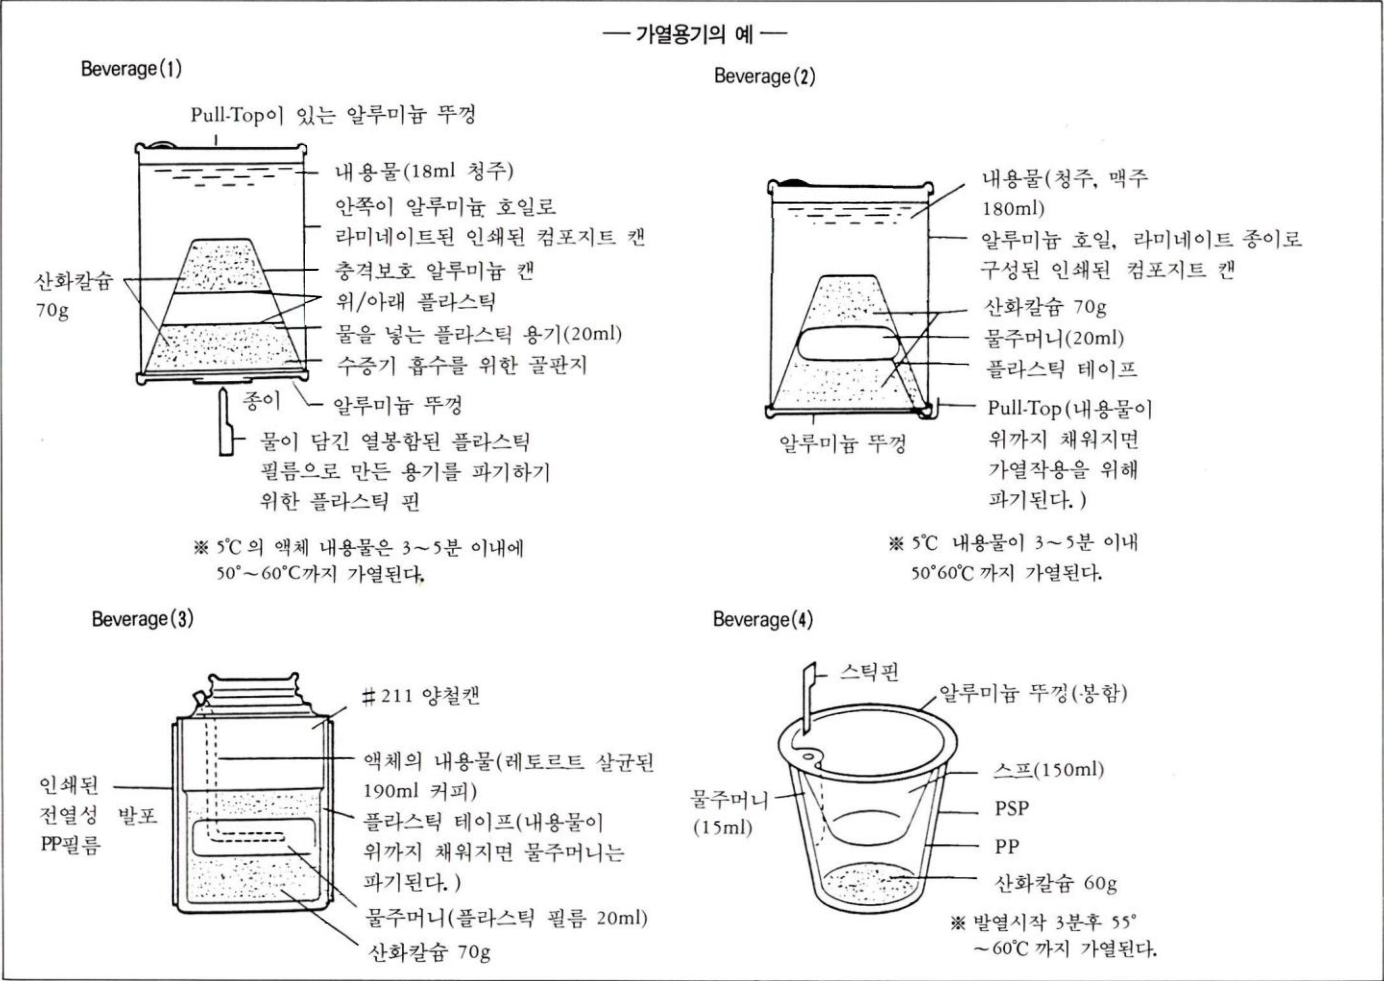 — 가열용기의 예 —
Beverage(1)
Pull-Top이 있는 알루미늄 뚜껑
내용물(18ml 청주)
안쪽이 알루미늄 호일로
라미네이트된 인쇄된 컴포지트 캔
충격보호 알루미늄 캔
산화칼슘
70g
위/아래 플라스틱
물을 넣는 플라스틱 용기(20ml)
수증기 흡수를 위한 골판지
종이
알루미늄 뚜껑
물이 담긴 열봉함된 플라스틱
필름으로 만든 용기를 파기하기
위한 플라스틱 핀
※ 5℃의 액체 내용물은 3~5분 이내에
50°~60℃까지 가열된다.
Beverage(2)
내용물(청주, 맥주
180ml)
알루미늄 호일, 라미네이트 종이로
구성된 인쇄된 컴포지트 캔
산화칼슘 70g
물주머니(20ml)
플라스틱 테이프
Pull-Top(내용물이
위까지 채워지면
가열작용을 위해
파기된다.)
알루미늄 뚜껑
※ 5℃ 내용물이 3~5분 이내
50°60℃까지 가열된다.
Beverage(3)
#211 양철캔
액체의 내용물(레토르트 살균된
190ml 커피)
인쇄된
전열성 발포
PP필름
플라스틱 테이프(내용물이
위까지 채워지면 물주머니는
파기된다.)
물주머니(플라스틱 필름 20ml)
산화칼슘 70g
Beverage(4)
스틱핀
알루미늄 뚜껑(봉함)
스프(150ml)
물주머니
(15ml)
PSP
PP
산화칼슘 60g
※ 발열시작 3분후 55°
~60℃까지 가열된다.